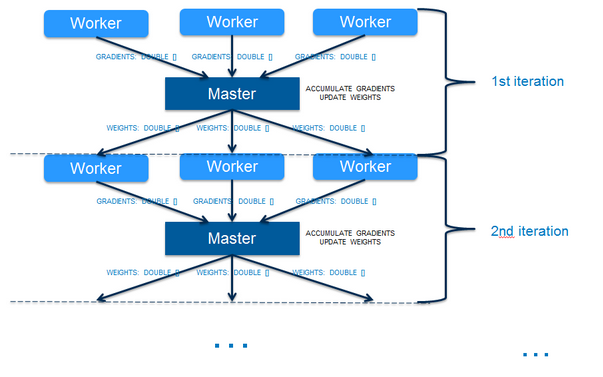 Worker Worker Worker
GRADIENTS: DOUBLE [] GRADIENTS: DOUBLE [] GRADIENTS: DOUBLE []
1st iteration
Master
ACCUMULATE GRADIENTS
UPDATE WEIGHTS
WEIGHTS: DOUBLE [] WEIGHTS: DOUBLE [] WEIGHTS: DOUBLE []
Worker Worker Worker
GRADIENTS: DOUBLE [] GRADIENTS: DOUBLE [] GRADIENTS: DOUBLE []
2nd iteration
Master
ACCUMULATE GRADIENTS
UPDATE WEIGHTS
WEIGHTS: DOUBLE [] WEIGHTS: DOUBLE [] WEIGHTS: DOUBLE []
... ...